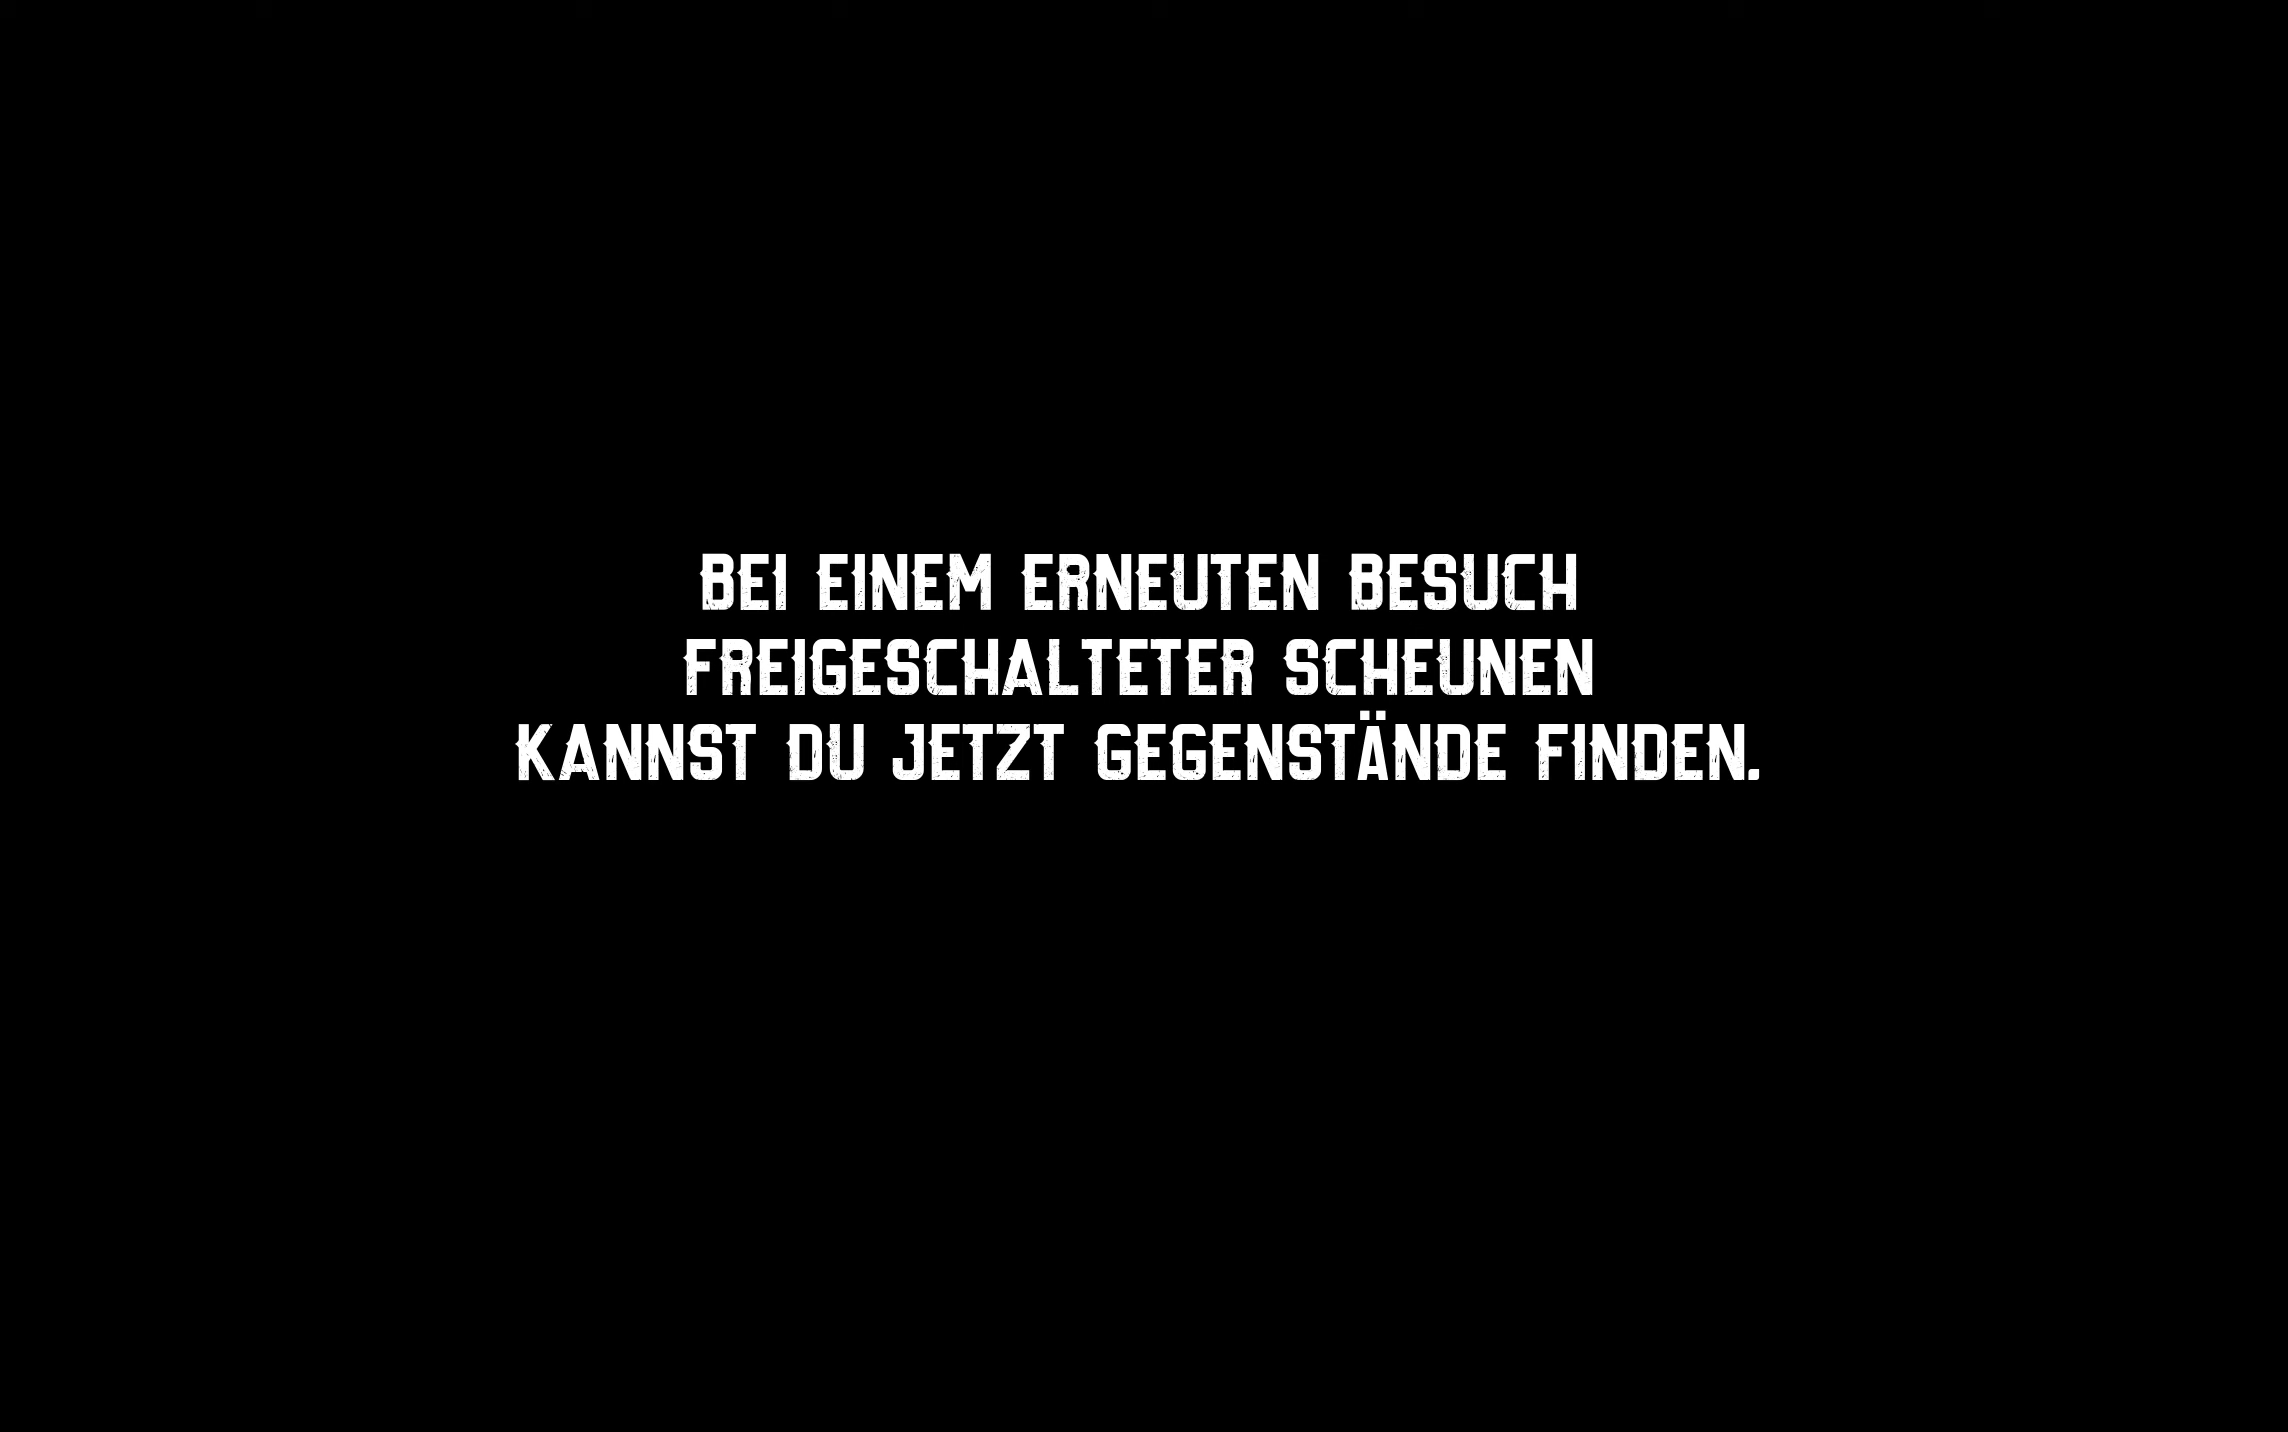 BEI EINEM ERNEUTEN BESUCH
FREIGESCHALTETER SCHEUNEN
KANNST DU JETZT GEGENSTÄNDE FINDEN.